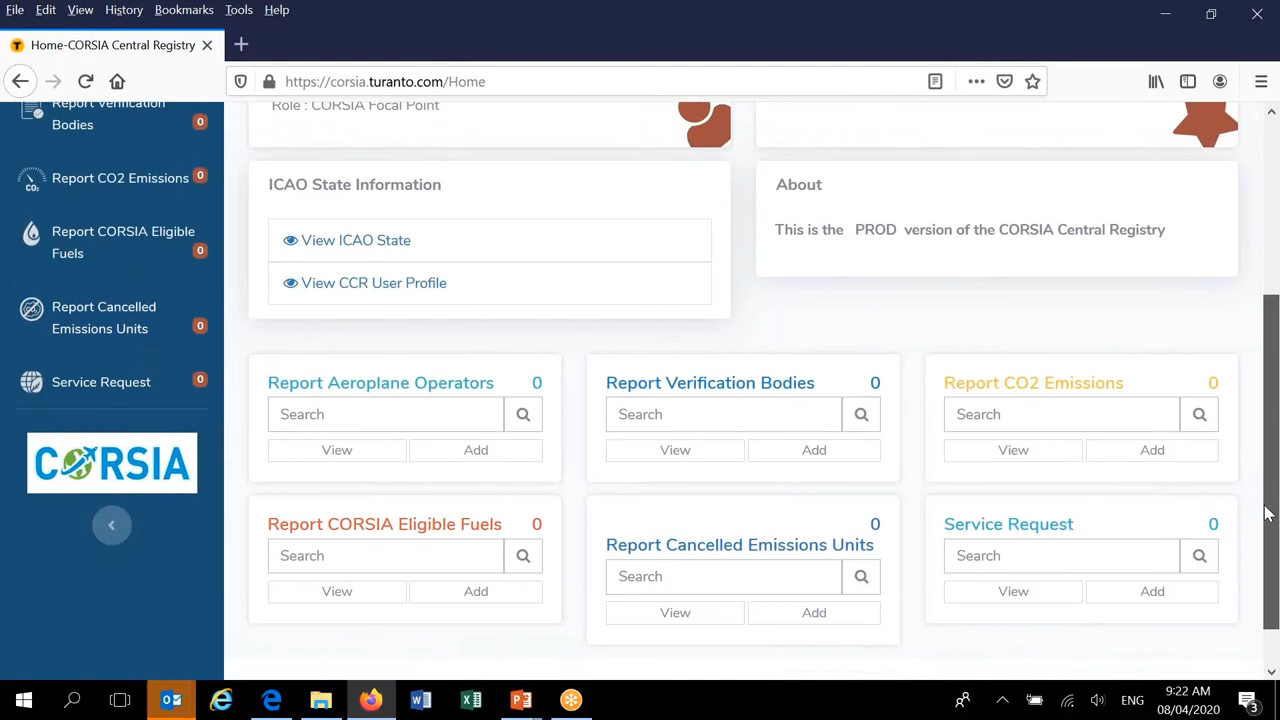 File Edit View History Bookmarks Tools Help
Home-CORSIA Central Registry
https://corsia.turanto.com/Home
Report Verification
Bodies 0
Report CO2 Emissions 0
CO2
Report CORSIA Eligible
Fuels 0
Report Cancelled
Emissions Units 0
Service Request 0
CORSIA
Role : CORSIA Focal Point
ICAO State Information
View ICAO State
View CCR User Profile
About
This is the PROD version of the CORSIA Central Registry
Report Aeroplane Operators 0
Search
View Add
Report Verification Bodies 0
Search
View Add
Report CO2 Emissions 0
Search
View Add
Report CORSIA Eligible Fuels 0
Search
View Add
0
Report Cancelled Emissions Units
Search
View Add
Service Request 0
Search
View Add
ENG
9:22 AM
08/04/2020
3